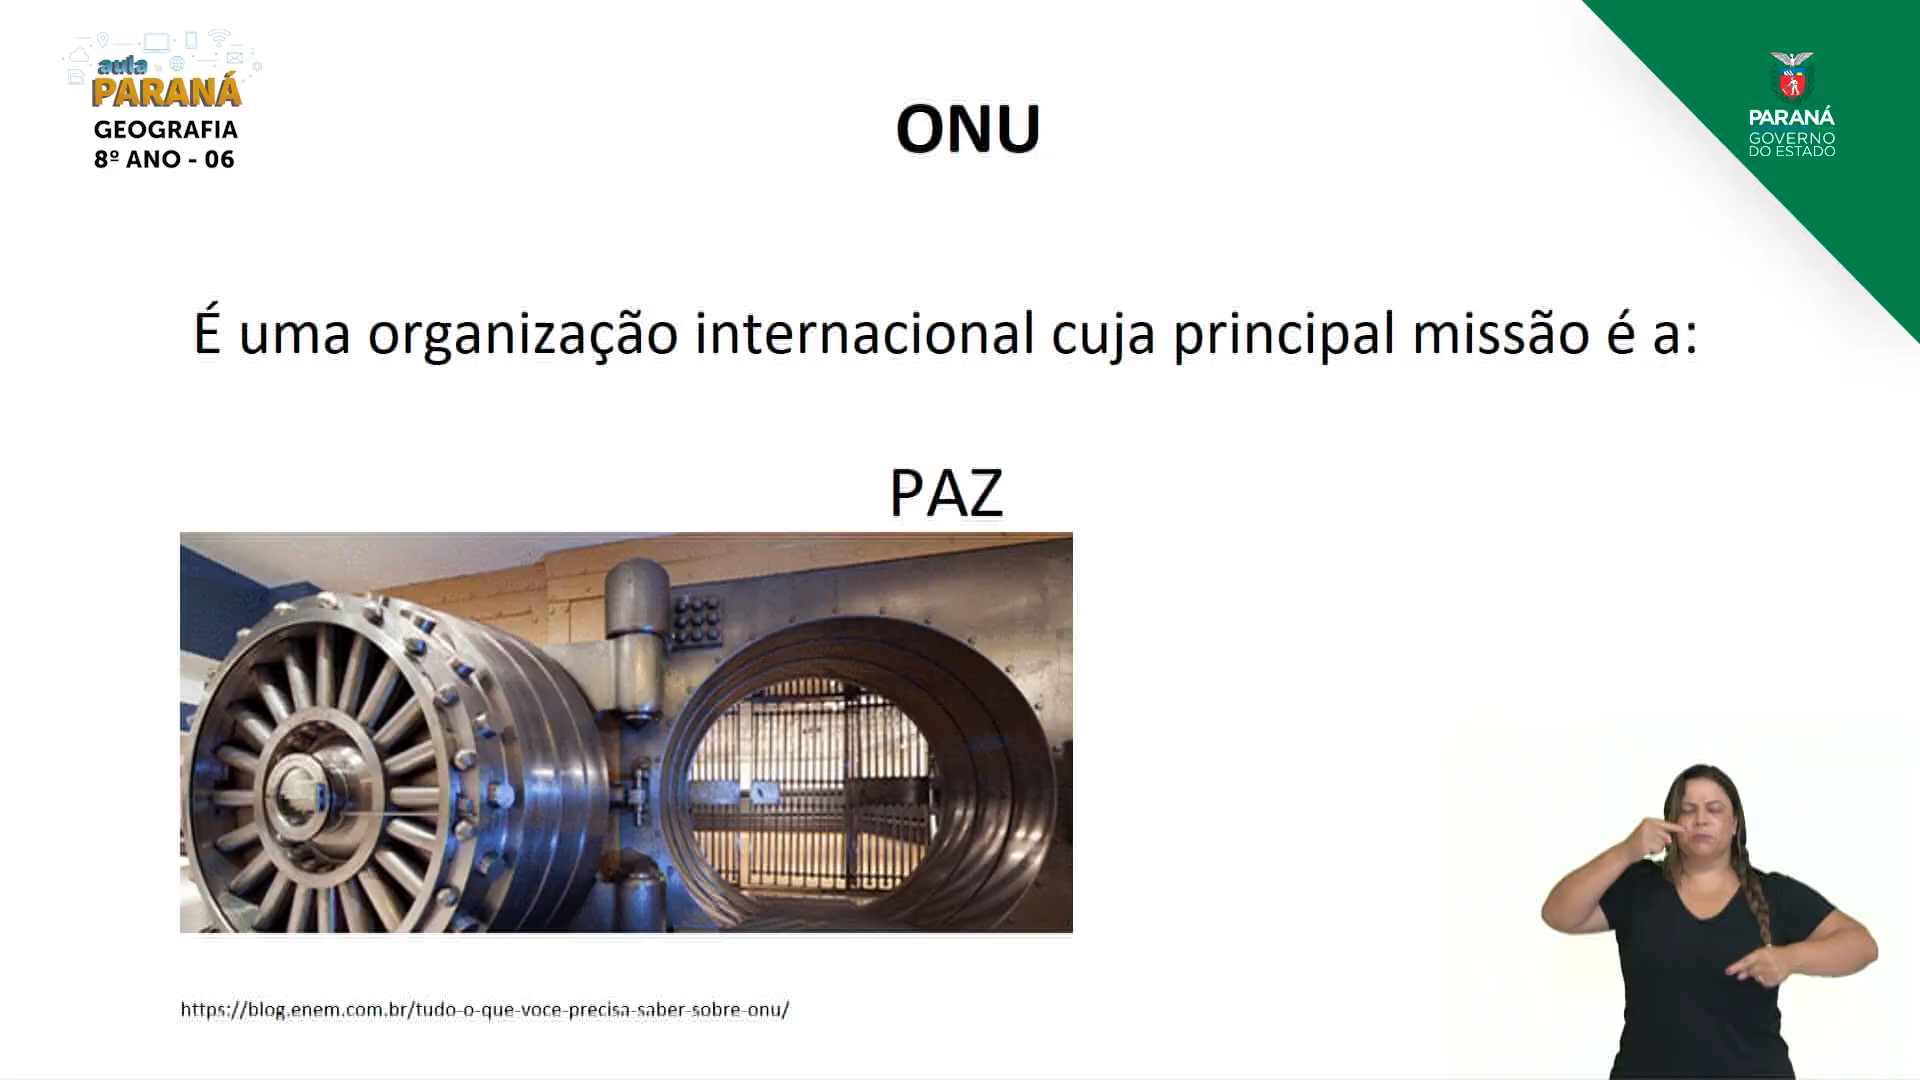 aula
PARANÁ
GEOGRAFIA
8º ANO - 06
ONU
PARANÁ
GOVERNO
DO ESTADO
É uma organização internacional cuja principal missão é a:
PAZ
https://blog.enem.com.br/tudo-o-que-voce-precisa-saber-sobre-onu/